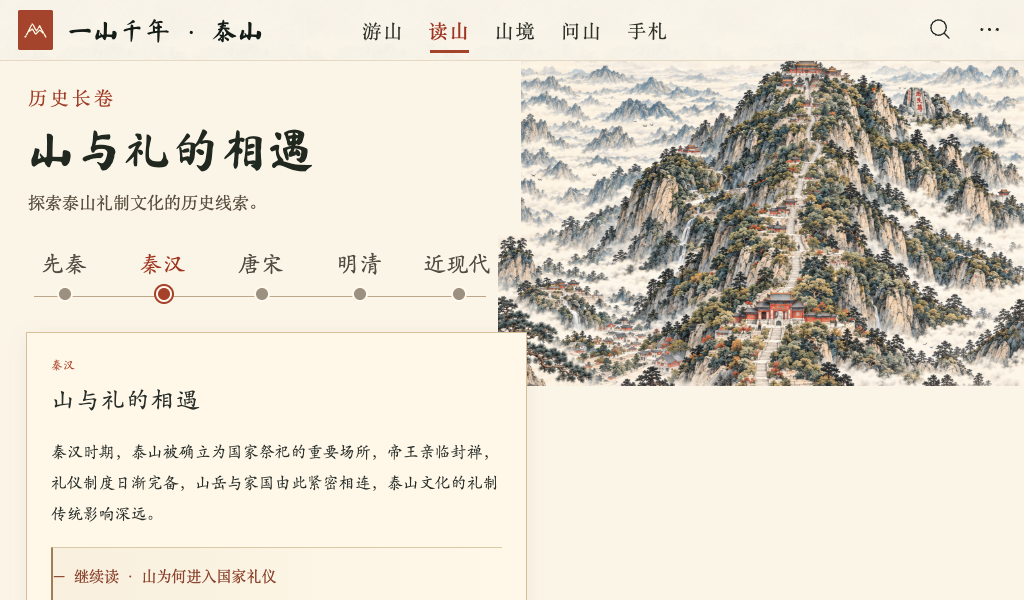 一山千年 · 泰山
游山 读山 山境 问山 手札
历史长卷
山与礼的相遇
探索泰山礼制文化的历史线索。
先秦 秦汉 唐宋 明清 近现代
秦汉
山与礼的相遇
秦汉时期，泰山被确立为国家祭祀的重要场所，帝王亲临封禅，
礼仪制度日渐完备，山岳与家国由此紧密相连，泰山文化的礼制
传统影响深远。
— 继续读 · 山为何进入国家礼仪